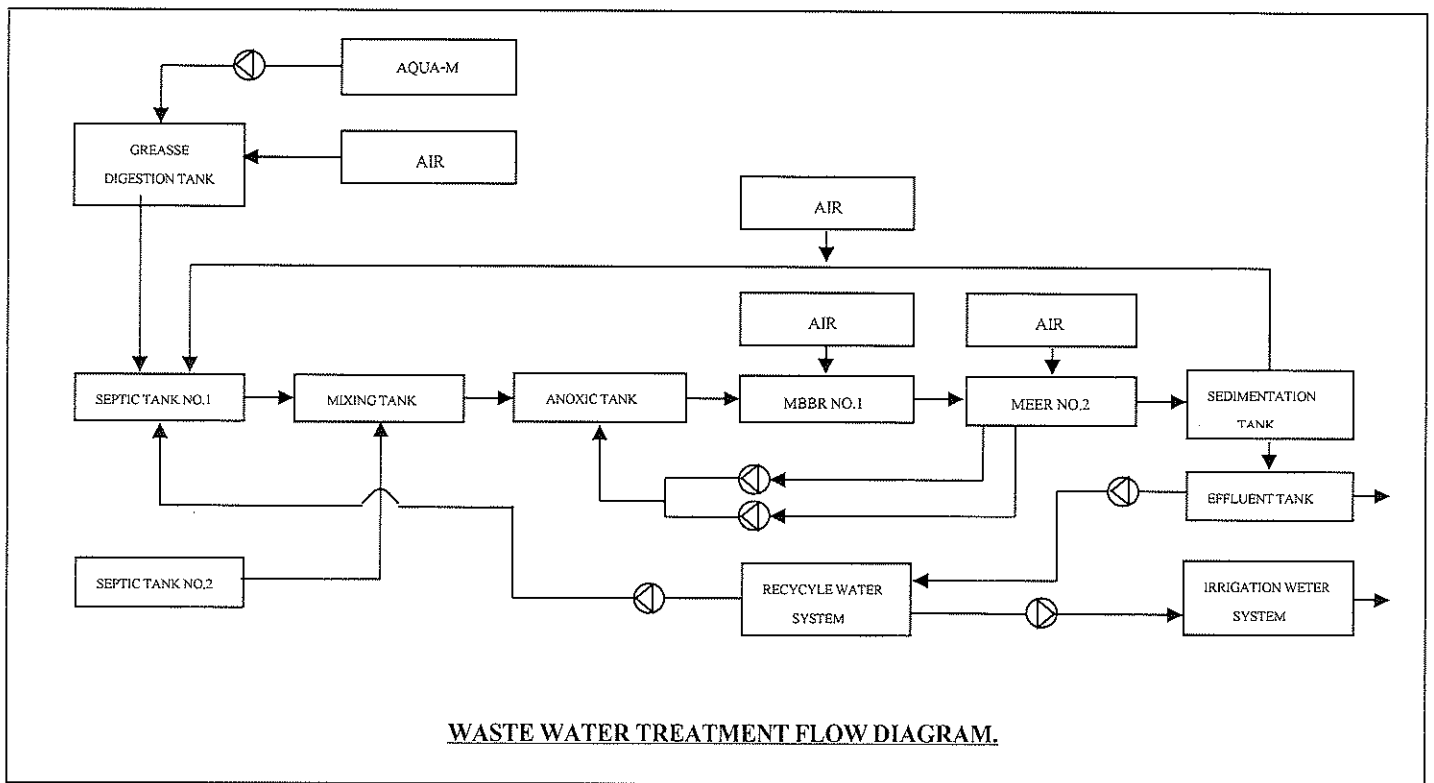 AQUA-M
GREASSE
DIGESTION TANK
AIR
AIR
AIR
AIR
SEPTIC TANK NO.1
MIXING TANK
ANOXIC TANK
MBBR NO.1
MEER NO.2
SEDIMENTATION
TANK
EFFLUENT TANK
SEPTIC TANK NO.2
RECYCYLE WATER
SYSTEM
IRRIGATION WETER
SYSTEM
WASTE WATER TREATMENT FLOW DIAGRAM.